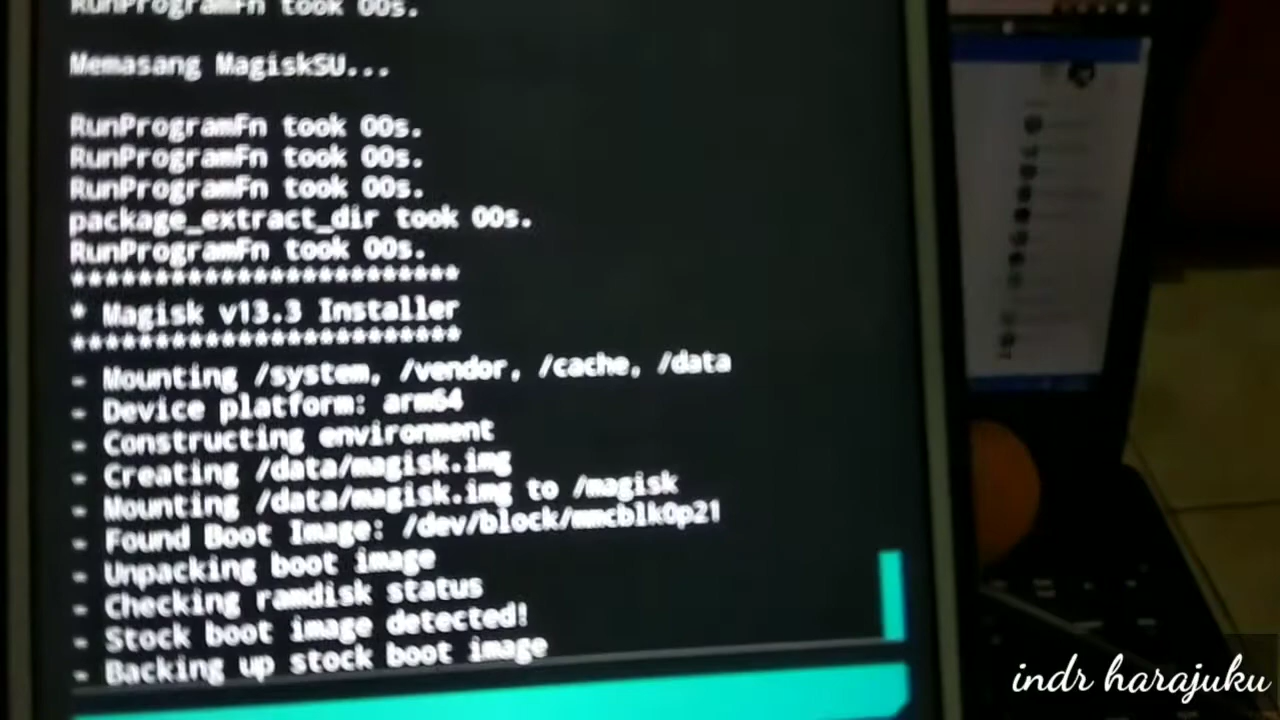 RunProgramFn took 00s.
Memasang MagiskSU...
RunProgramFn took 00s.
RunProgramFn took 00s.
RunProgramFn took 00s.
package_extract_dir took 00s.
RunProgramFn took 00s.
************************
* Magisk v13.3 Installer
************************
- Mounting /system, /vendor, /cache, /data
- Device platform: arm64
- Constructing environment
- Creating /data/magisk.img
- Mounting /data/magisk.img to /magisk
- Found Boot Image: /dev/block/mmcblk0p21
- Unpacking boot image
- Checking ramdisk status
- Stock boot image detected!
- Backing up stock boot image
indr harajuku